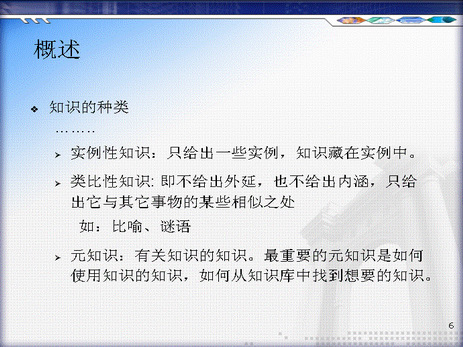 概述
知识的种类
……..
实例性知识：只给出一些实例，知识藏在实例中。
类比性知识: 即不给出外延，也不给出内涵，只给
出它与其它事物的某些相似之处
如：比喻、谜语
元知识：有关知识的知识。最重要的元知识是如何
使用知识的知识，如何从知识库中找到想要的知识。
6